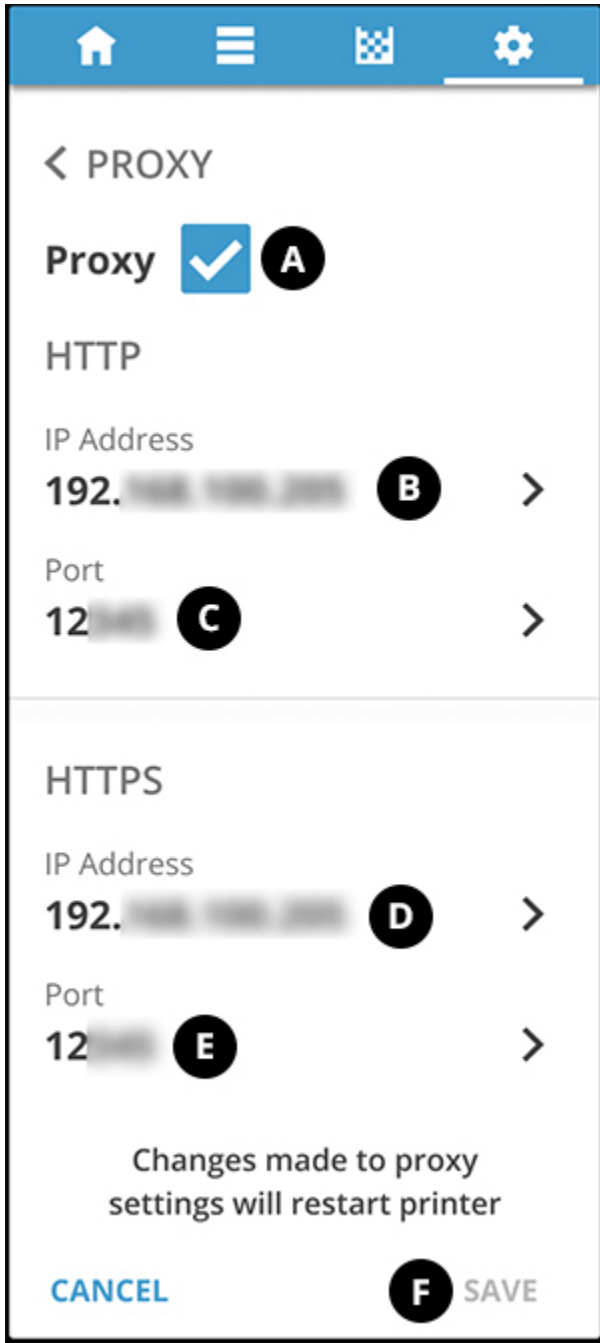 PROXY
Proxy A
HTTP
IP Address
192. B
Port
12 C
HTTPS
IP Address
192. D
Port
12 E
Changes made to proxy
settings will restart printer
CANCEL F SAVE